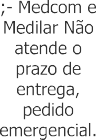 ;- Medcom e
Medilar Não
atende o
prazo de
entrega,
pedido
emergencial.